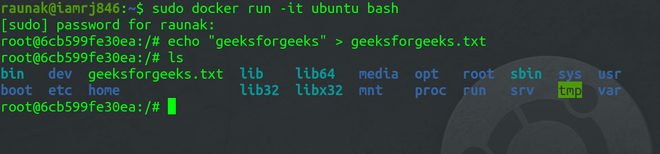 raunak@iamrj846:~$ sudo docker run -it ubuntu bash
[sudo] password for raunak:
root@6cb599fe30ea:/# echo "geeksforgeeks" > geeksforgeeks.txt
root@6cb599fe30ea:/# ls
bin dev geeksforgeeks.txt lib lib64 media opt root sbin sys usr
boot etc home lib32 libx32 mnt proc run srv tmp var
root@6cb599fe30ea:/#